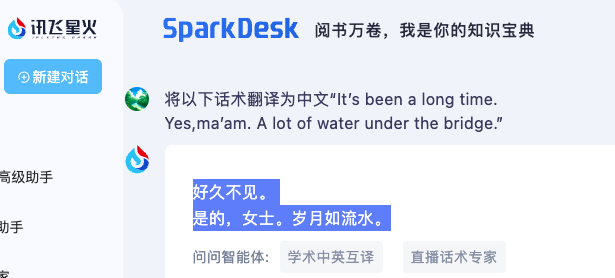 讯飞星火
SparkDesk 阅书万卷，我是你的知识宝典
新建对话
将以下话术翻译为中文“It’s been a long time.
Yes,ma’am. A lot of water under the bridge.”
高级助手
好久不见。
是的，女士。岁月如流水。
助手
问问智能体: 学术中英互译 直播话术专家